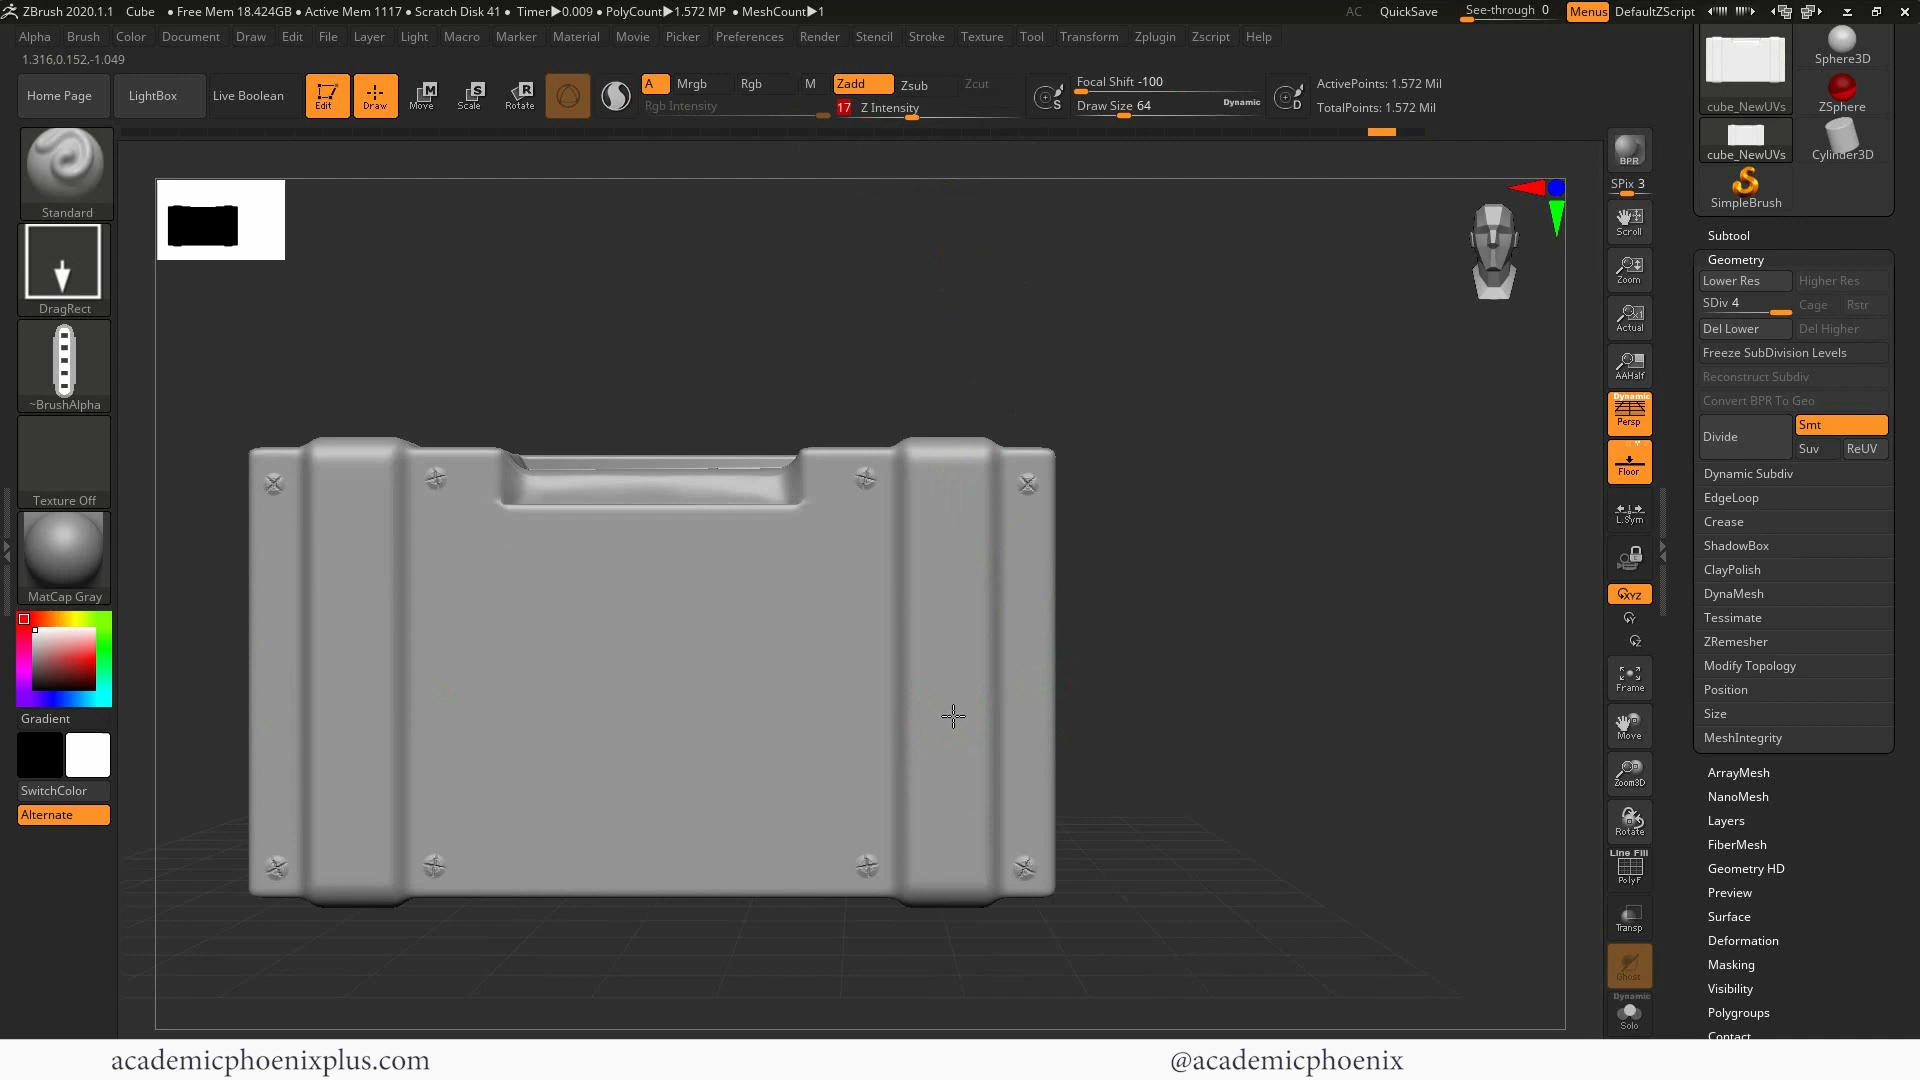 ZBrush 2020.1.1 Cube • Free Mem 18.424GB • Active Mem 1117 • Scratch Disk 41 • Timer▶0.009 • PolyCount▶1.572 MP • MeshCount▶1 AC QuickSave See-through 0 Menus DefaultZScript
Alpha Brush Color Document Draw Edit File Layer Light Macro Marker Material Movie Picker Preferences Render Stencil Stroke Texture Tool Transform Zplugin Zscript Help
1.316,0.152,-1.049
Home Page LightBox Live Boolean Edit Draw Move Scale Rotate
M S R
A Mrgb Rgb M Zadd Zsub Zcut
Rgb Intensity 17 Z Intensity
S Focal Shift -100
Draw Size 64 Dynamic
D ActivePoints: 1.572 Mil
TotalPoints: 1.572 Mil
Standard
DragRect
~BrushAlpha
Texture Off
MatCap Gray
Gradient
SwitchColor
Alternate
BPR
SPix 3
Scroll
Zoom
Actual
AAHalf
Dynamic
Persp
Floor
L.Sym
XYZ
Y
Z
Frame
Move
Zoom3D
Rotate
Line Fill
PolyF
Transp
Ghost
Dynamic
Solo
cube_NewUVs
Sphere3D
ZSphere
cube_NewUVs
Cylinder3D
SimpleBrush
Subtool
Geometry
Lower Res Higher Res
SDiv 4 Cage Rstr
Del Lower Del Higher
Freeze SubDivision Levels
Reconstruct Subdiv
Convert BPR To Geo
Divide Smt
Suv ReUV
Dynamic Subdiv
EdgeLoop
Crease
ShadowBox
ClayPolish
DynaMesh
Tessimate
ZRemesher
Modify Topology
Position
Size
MeshIntegrity
ArrayMesh
NanoMesh
Layers
FiberMesh
Geometry HD
Preview
Surface
Deformation
Masking
Visibility
Polygroups
Contact
academicphoenixplus.com @academicphoenix